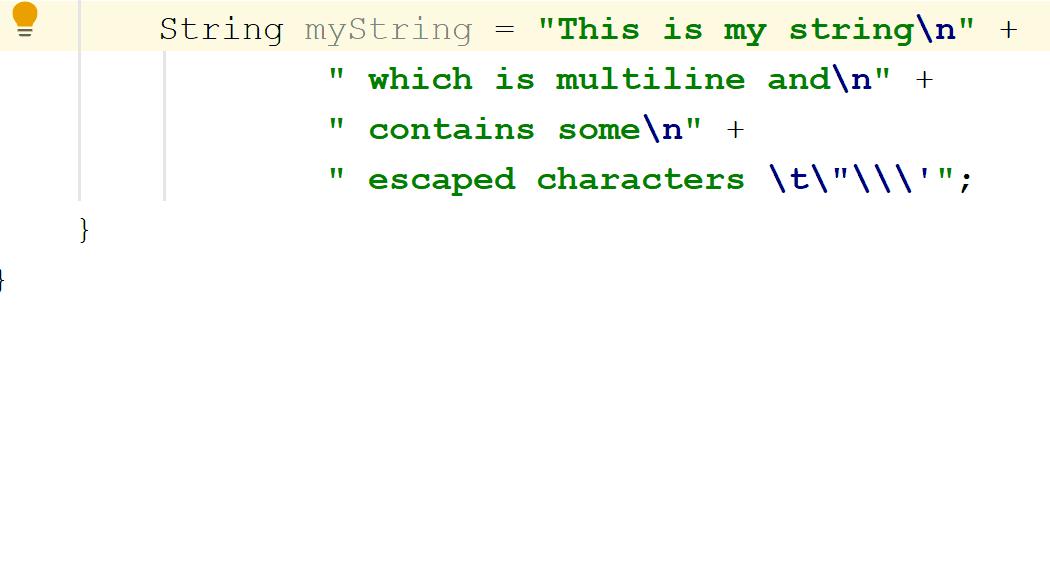 String myString = "This is my string\n" +
" which is multiline and\n" +
" contains some\n" +
" escaped characters \t\"\\\'";
}
}